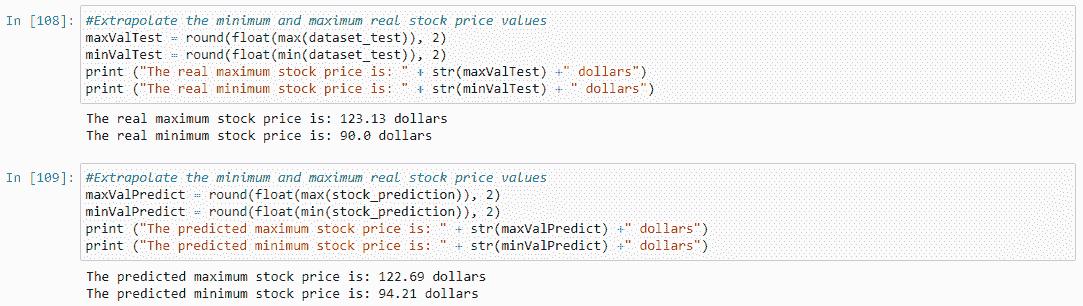 In [108]: #Extrapolate the minimum and maximum real stock price values
maxValTest = round(float(max(dataset_test)), 2)
minValTest = round(float(min(dataset_test)), 2)
print ("The real maximum stock price is: " + str(maxValTest) +" dollars")
print ("The real minimum stock price is: " + str(minValTest) + " dollars")
The real maximum stock price is: 123.13 dollars
The real minimum stock price is: 90.0 dollars
In [109]: #Extrapolate the minimum and maximum real stock price values
maxValPredict = round(float(max(stock_prediction)), 2)
minValPredict = round(float(min(stock_prediction)), 2)
print ("The predicted maximum stock price is: " + str(maxValPredict) +" dollars")
print ("The predicted minimum stock price is: " + str(minValPredict) +" dollars")
The predicted maximum stock price is: 122.69 dollars
The predicted minimum stock price is: 94.21 dollars